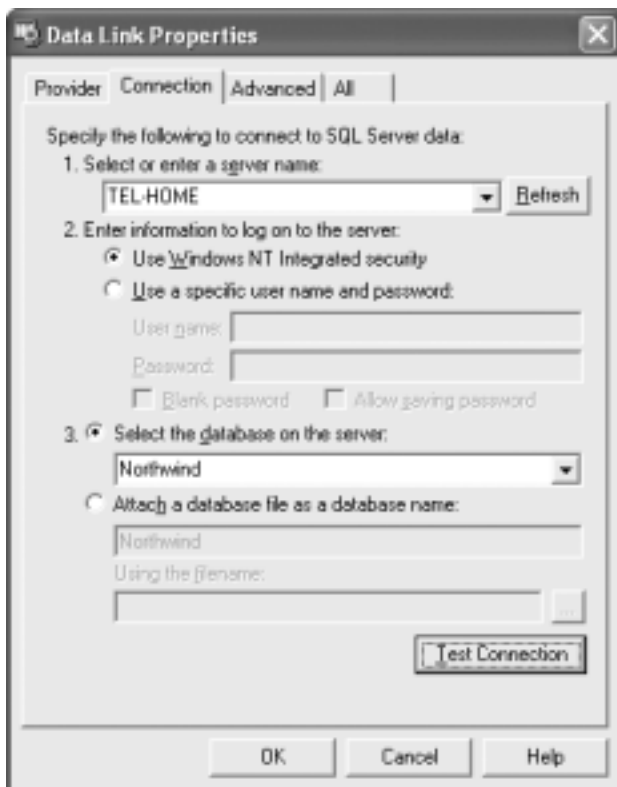 Data Link Properties
Provider Connection Advanced All
Specify the following to connect to SQL Server data:
1. Select or enter a server name:
TEL-HOME Refresh
2. Enter information to log on to the server:
Use Windows NT Integrated security
Use a specific user name and password:
User name:
Password:
Blank password Allow saving password
3. Select the database on the server:
Northwind
Attach a database file as a database name:
Northwind
Using the filename:
...
Test Connection
OK Cancel Help